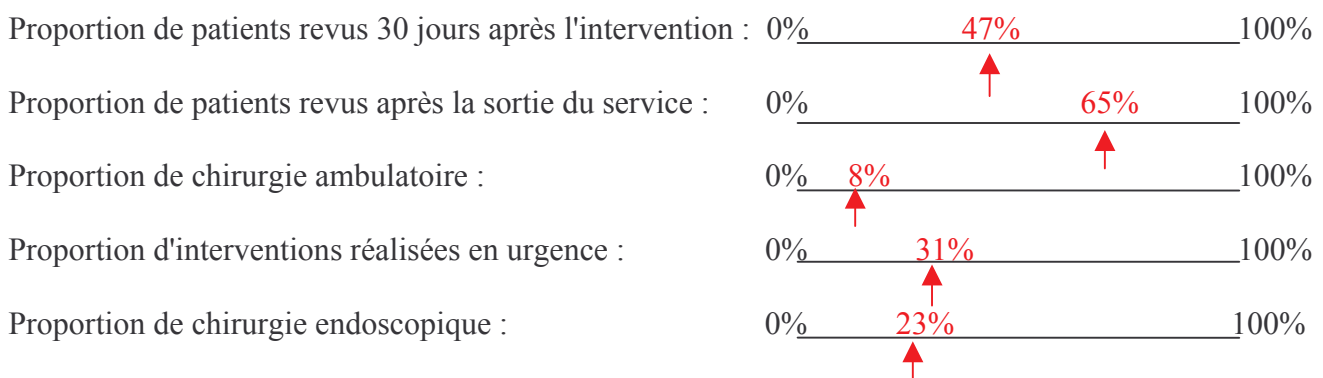 Proportion de patients revus 30 jours après l'intervention : 0% 47% 100%
Proportion de patients revus après la sortie du service : 0% 65% 100%
Proportion de chirurgie ambulatoire : 0% 8% 100%
Proportion d'interventions réalisées en urgence : 0% 31% 100%
Proportion de chirurgie endoscopique : 0% 23% 100%